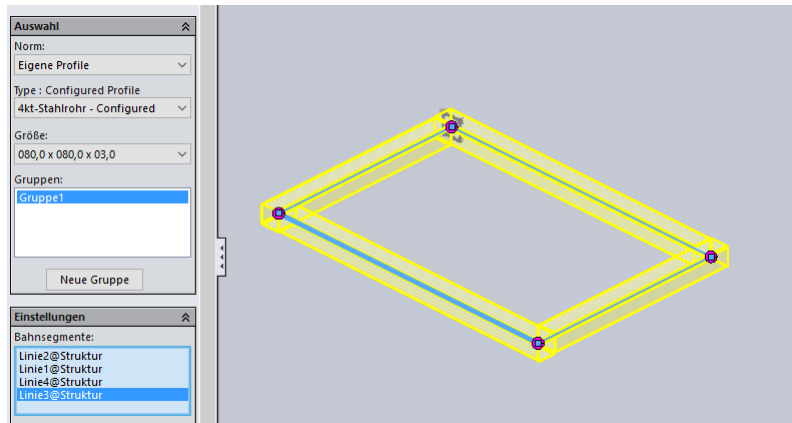 Auswahl
Norm:
Eigene Profile
Type : Configured Profile
4kt-Stahlrohr - Configured
Größe:
080,0 x 080,0 x 03,0
Gruppen:
Gruppe1
Neue Gruppe
Einstellungen
Bahnsegmente:
Linie2@Struktur
Linie1@Struktur
Linie4@Struktur
Linie3@Struktur